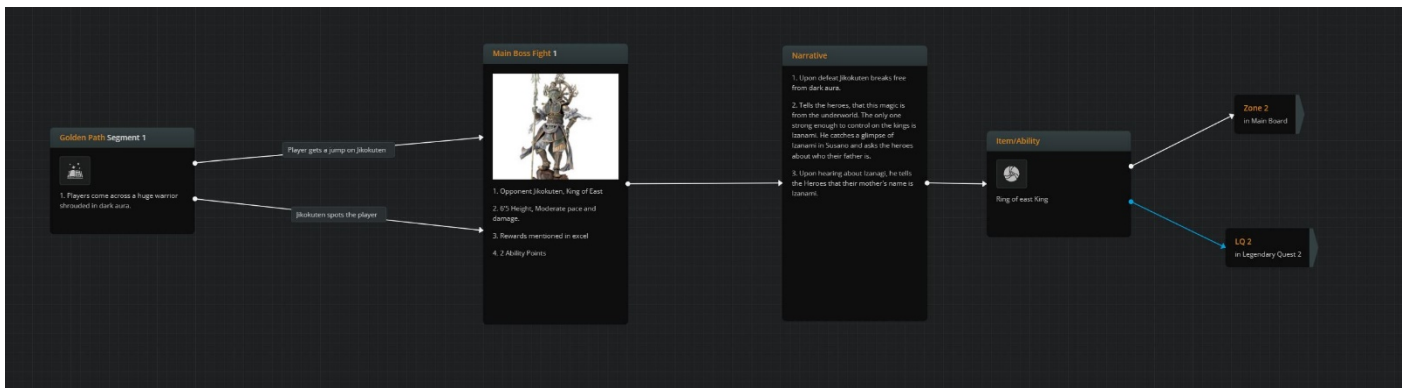 Golden Path Segment 1
1. Players come across a huge warrior
shrouded in dark aura.
Player gets a jump on Jikokuten
Jikokuten spots the player
Main Boss Fight 1
1. Opponent Jikokuten, King of East
2. 6'5 Height, Moderate pace and
damage.
3. Rewards mentioned in excel
4. 2 Ability Points
Narrative
1. Upon defeat Jikokuten breaks free
from dark aura.
2. Tells the heroes, that this magic is
from the underworld. The only one
strong enough to control on the kings is
Izanami. He catches a glimpse of
Izanami in Susano and asks the heroes
about who their father is.
3. Upon hearing about Izanagi, he tells
the Heroes that their mother's name is
Izanami.
Item/Ability
Ring of east King
Zone 2
in Main Board
LQ 2
in Legendary Quest 2